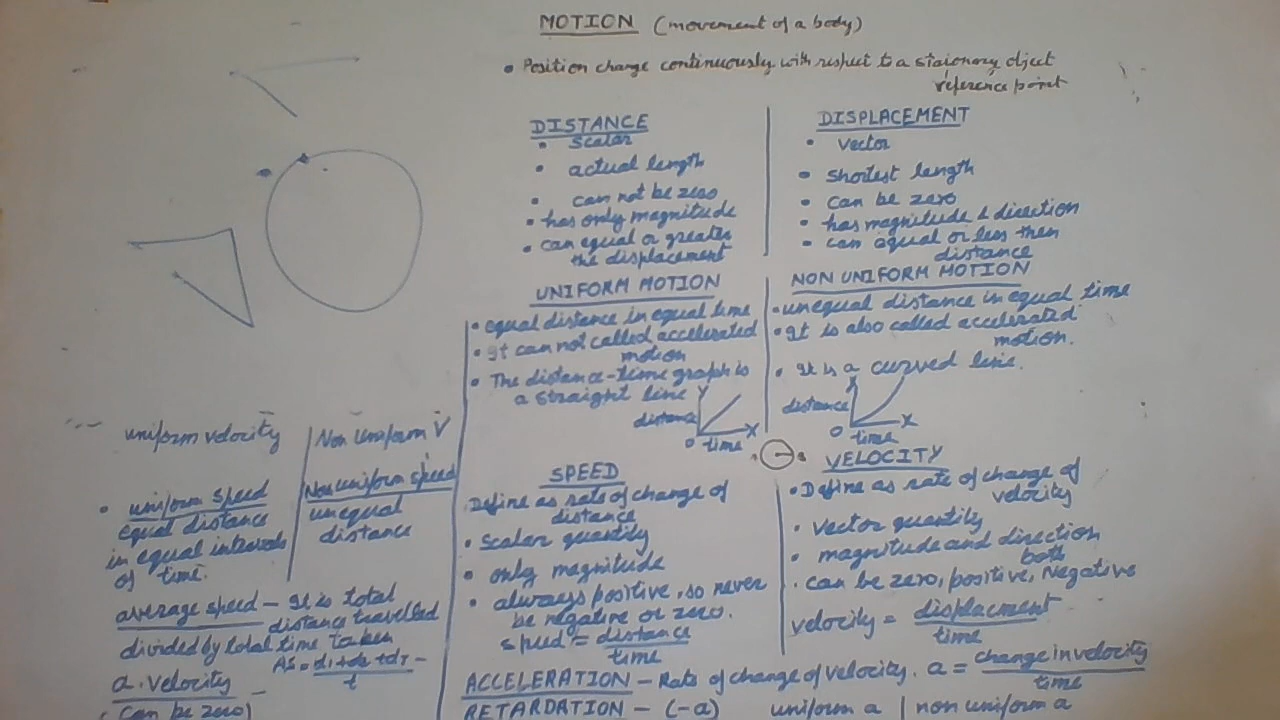 MOTION (movement of a body)
• Position change continuously with respect to a stationary object
reference point
DISTANCE
• Scalar
• actual length
• can not be zero
• has only magnitude
• can equal or greater
the displacement
DISPLACEMENT
• Vector
• Shortest length
• can be zero
• has magnitude & direction
• can equal or less then
distance
UNIFORM MOTION
• equal distance in equal time
• It can not called accelerated
motion
• The distance-time graph is
a straight line
Y
distance
O time X
NON UNIFORM MOTION
• unequal distance in equal time
• It is also called accelerated
motion.
• It is a curved line.
Y
distance
O time X
uniform velocity
• uniform speed
equal distance
in equal intervals
of time.
Non Uniform V
Non uniform speed
unequal
distance
average speed – It is total
distance travelled
divided by total time taken
AS = d1+d2+dT
t
a. velocity
(can be zero)
SPEED
Define as rate of change of
distance
• Scalar quantity
• only magnitude
• always positive, so never
be negative or zero.
speed = distance
time
VELOCITY
• Define as rate of change of
velocity
• vector quantity
• magnitude and direction
both
• can be zero, positive, Negative
velocity = displacment
time
ACCELERATION – Rate of change of velocity. a = change in velocity
time
RETARDATION – (-a) uniform a | non uniform a